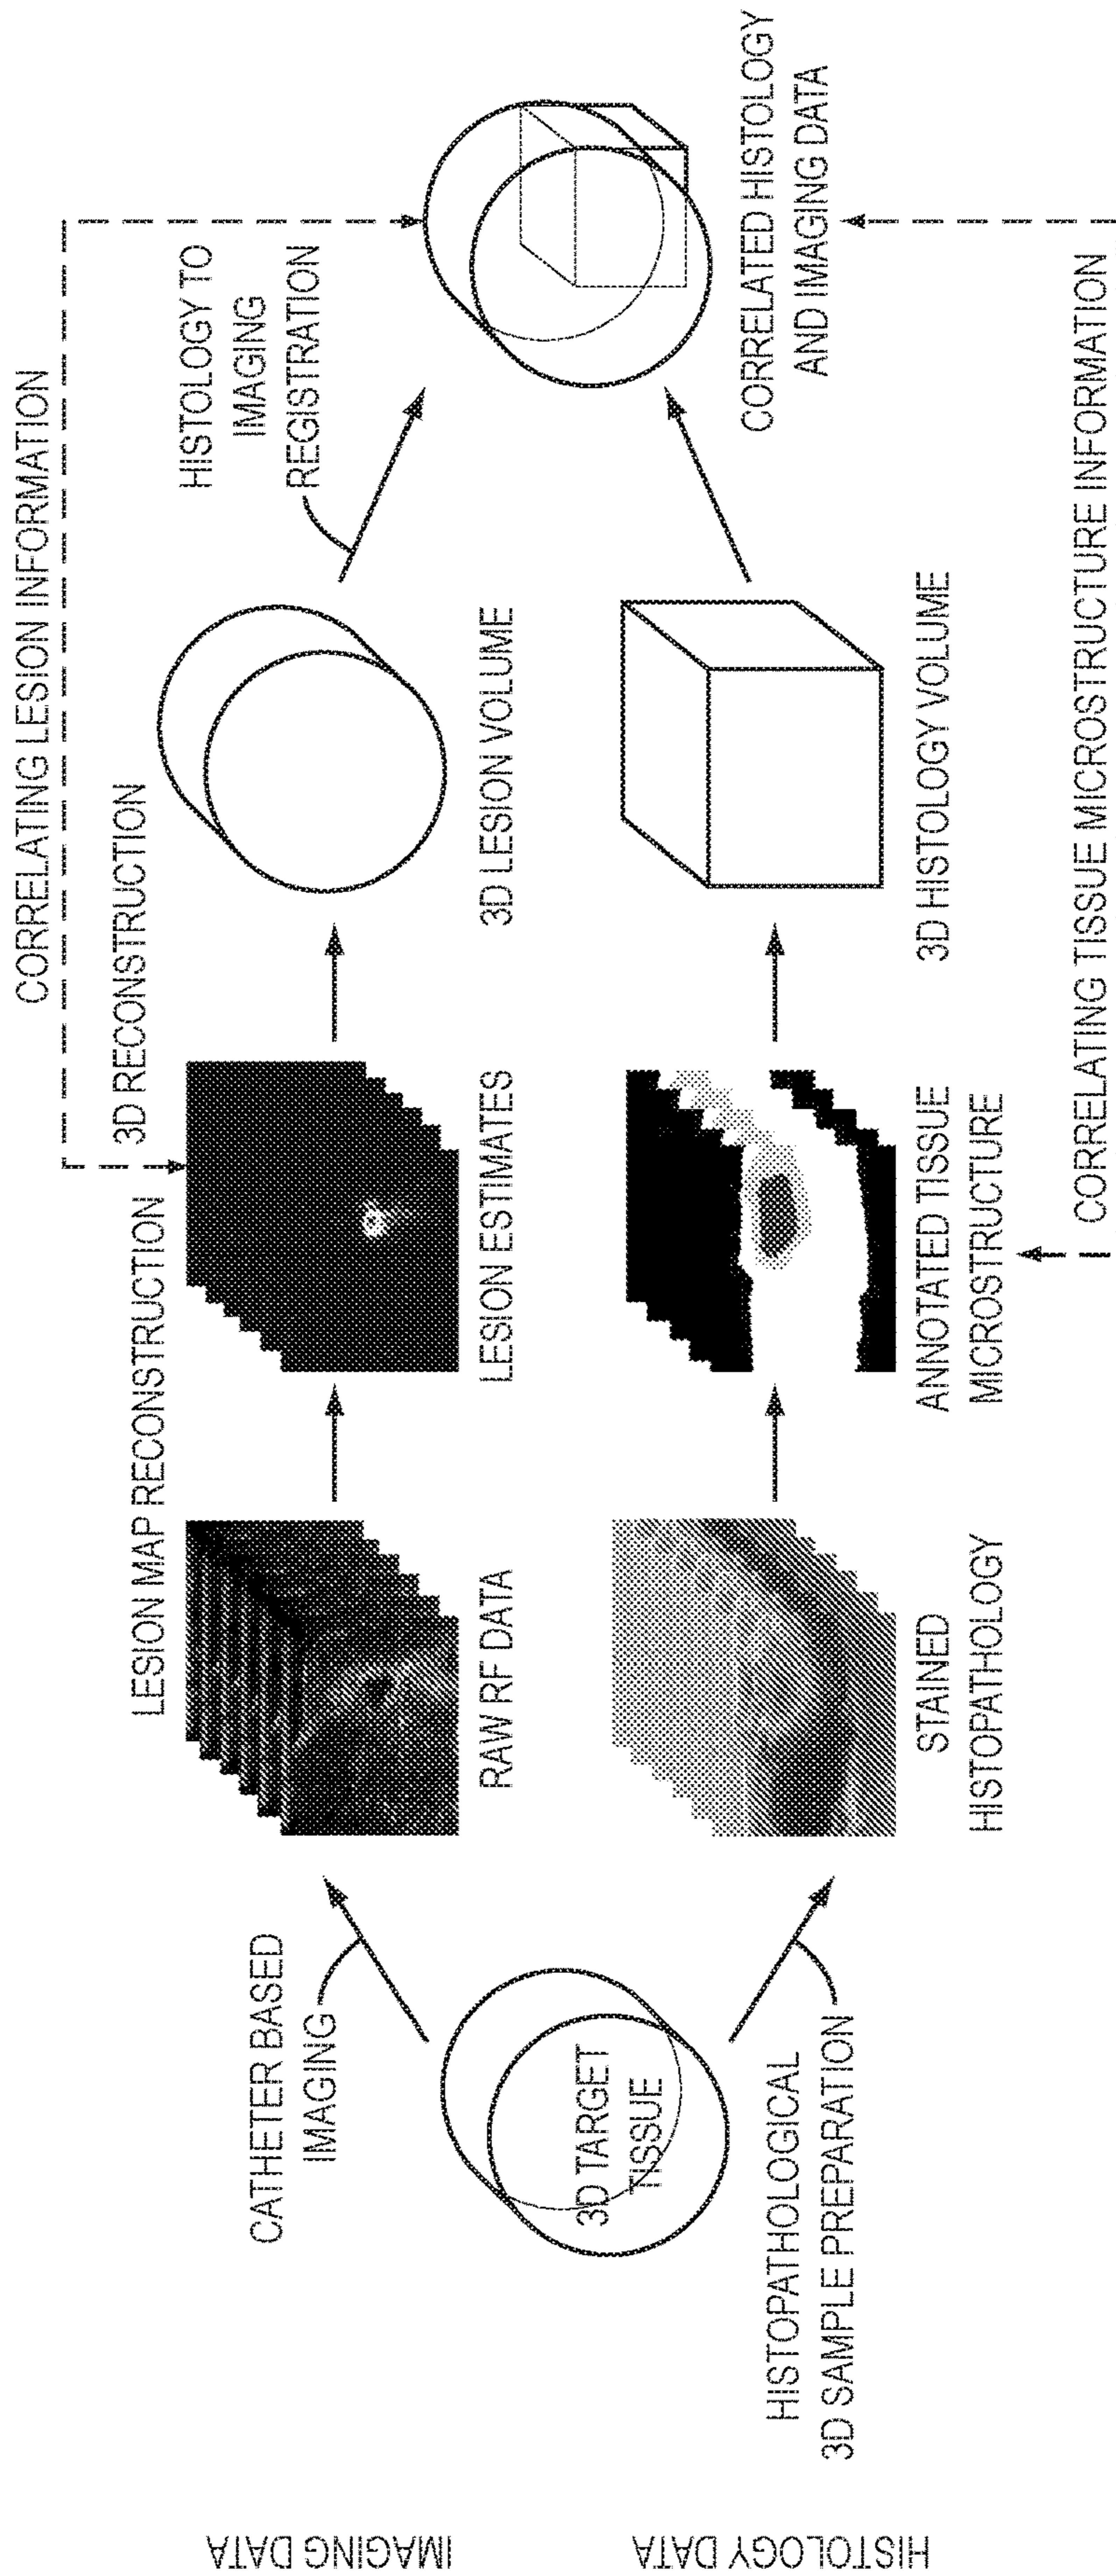 CORRELATING LESION INFORMATION
IMAGING DATA
CATHETER BASED
IMAGING
LESION MAP RECONSTRUCTION
3D RECONSTRUCTION
HISTOLOGY TO
IMAGING
REGISTRATION
RAW RF DATA
LESION ESTIMATES
3D LESION VOLUME
3D TARGET
TISSUE
CORRELATED HISTOLOGY
AND IMAGING DATA
HISTOLOGY DATA
HISTOPATHOLOGICAL
3D SAMPLE PREPARATION
STAINED
HISTOPATHOLOGY
ANNOTATED TISSUE
MICROSTRUCTURE
3D HISTOLOGY VOLUME
CORRELATING TISSUE MICROSTRUCTURE INFORMATION